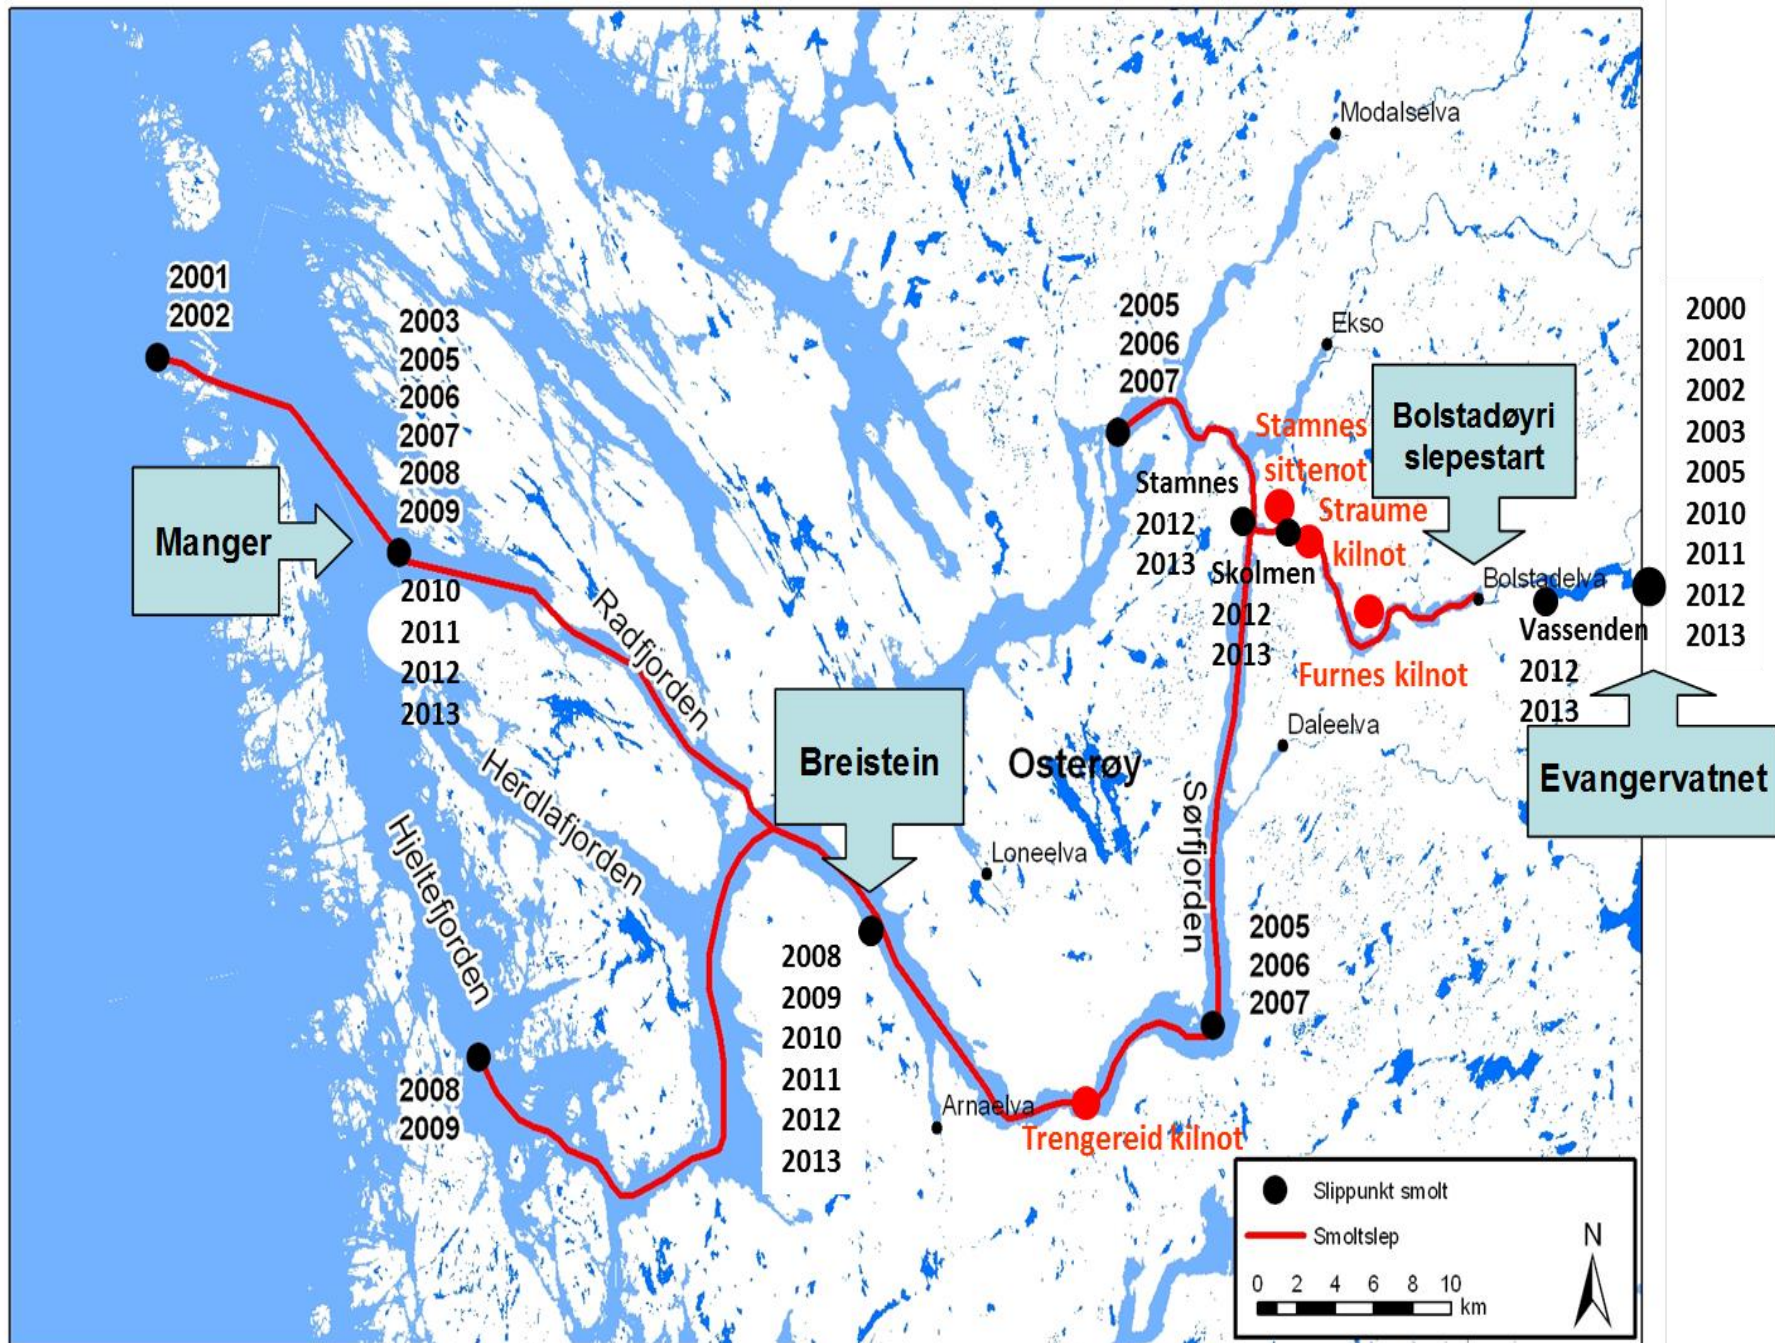 Modalselva
2001
2002
2003
2005
2006
2007
2008
2009
2005
2006
2007
Ekso
2000
2001
2002
2003
2005
2010
2011
2012
2013
Bolstadøyri
slepestart
Stamnes
sittenot
Straume
kilnot
Stamnes
2012
2013
Skolmen
2012
2013
Manger
2010
2011
2012
2013
Bolstadelva
Vassenden
2012
2013
Furnes kilnot
Evangervatnet
Radfjorden
Herdlafjorden
Hjeltefjorden
Breistein
Osterøy
Daleelva
Sørfjorden
Loneelva
2005
2006
2007
2008
2009
2010
2011
2012
2013
2008
2009
Arnaelva
Trengereid kilnot
Slippunkt smolt
Smoltslep
N
0 2 4 6 8 10
km